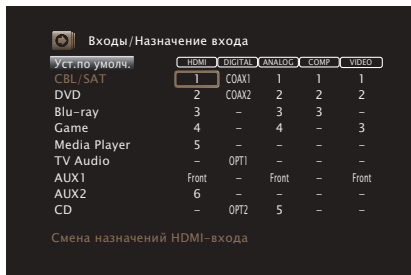 Входы/Назначение входа
Уст.по умолч. HDMI DIGITAL ANALOG COMP VIDEO
CBL/SAT 1 COAX1 1 1 1
DVD 2 COAX2 2 2 2
Blu-ray 3 – 3 3 –
Game 4 – 4 – 3
Media Player 5 – – – –
TV Audio – OPT1 – – –
AUX1 Front – Front – Front
AUX2 6 – – – –
CD – OPT2 5 – –
Смена назначений HDMI-входа